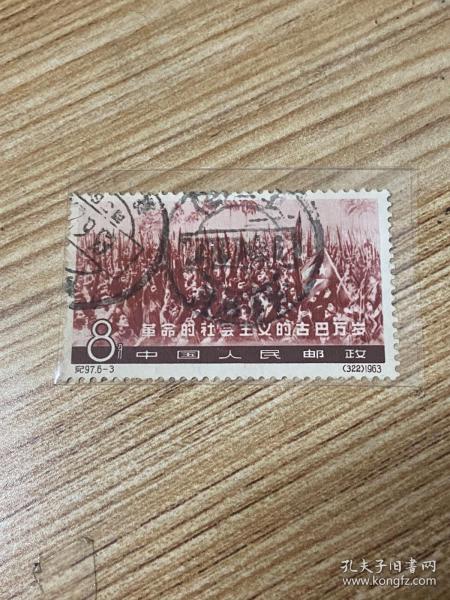 革命的社会主义的古巴万岁
8分 中国人民邮政
纪97.6-3 (322)1963
孔夫子旧书网
www.kongfz.com